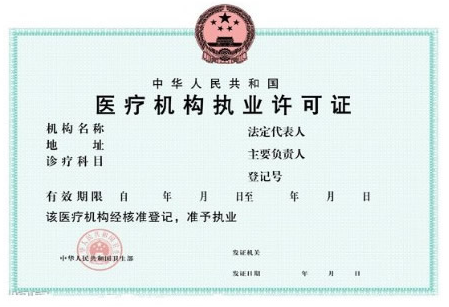 中华人民共和国
医疗机构执业许可证
机构名称 法定代表人
地 址 主要负责人
诊疗科目 登记号
有效期限 自 年 月 日至 年 月 日
该医疗机构经核准登记，准予执业
中华人民共和国卫生部 发证机关
发证日期 年 月 日